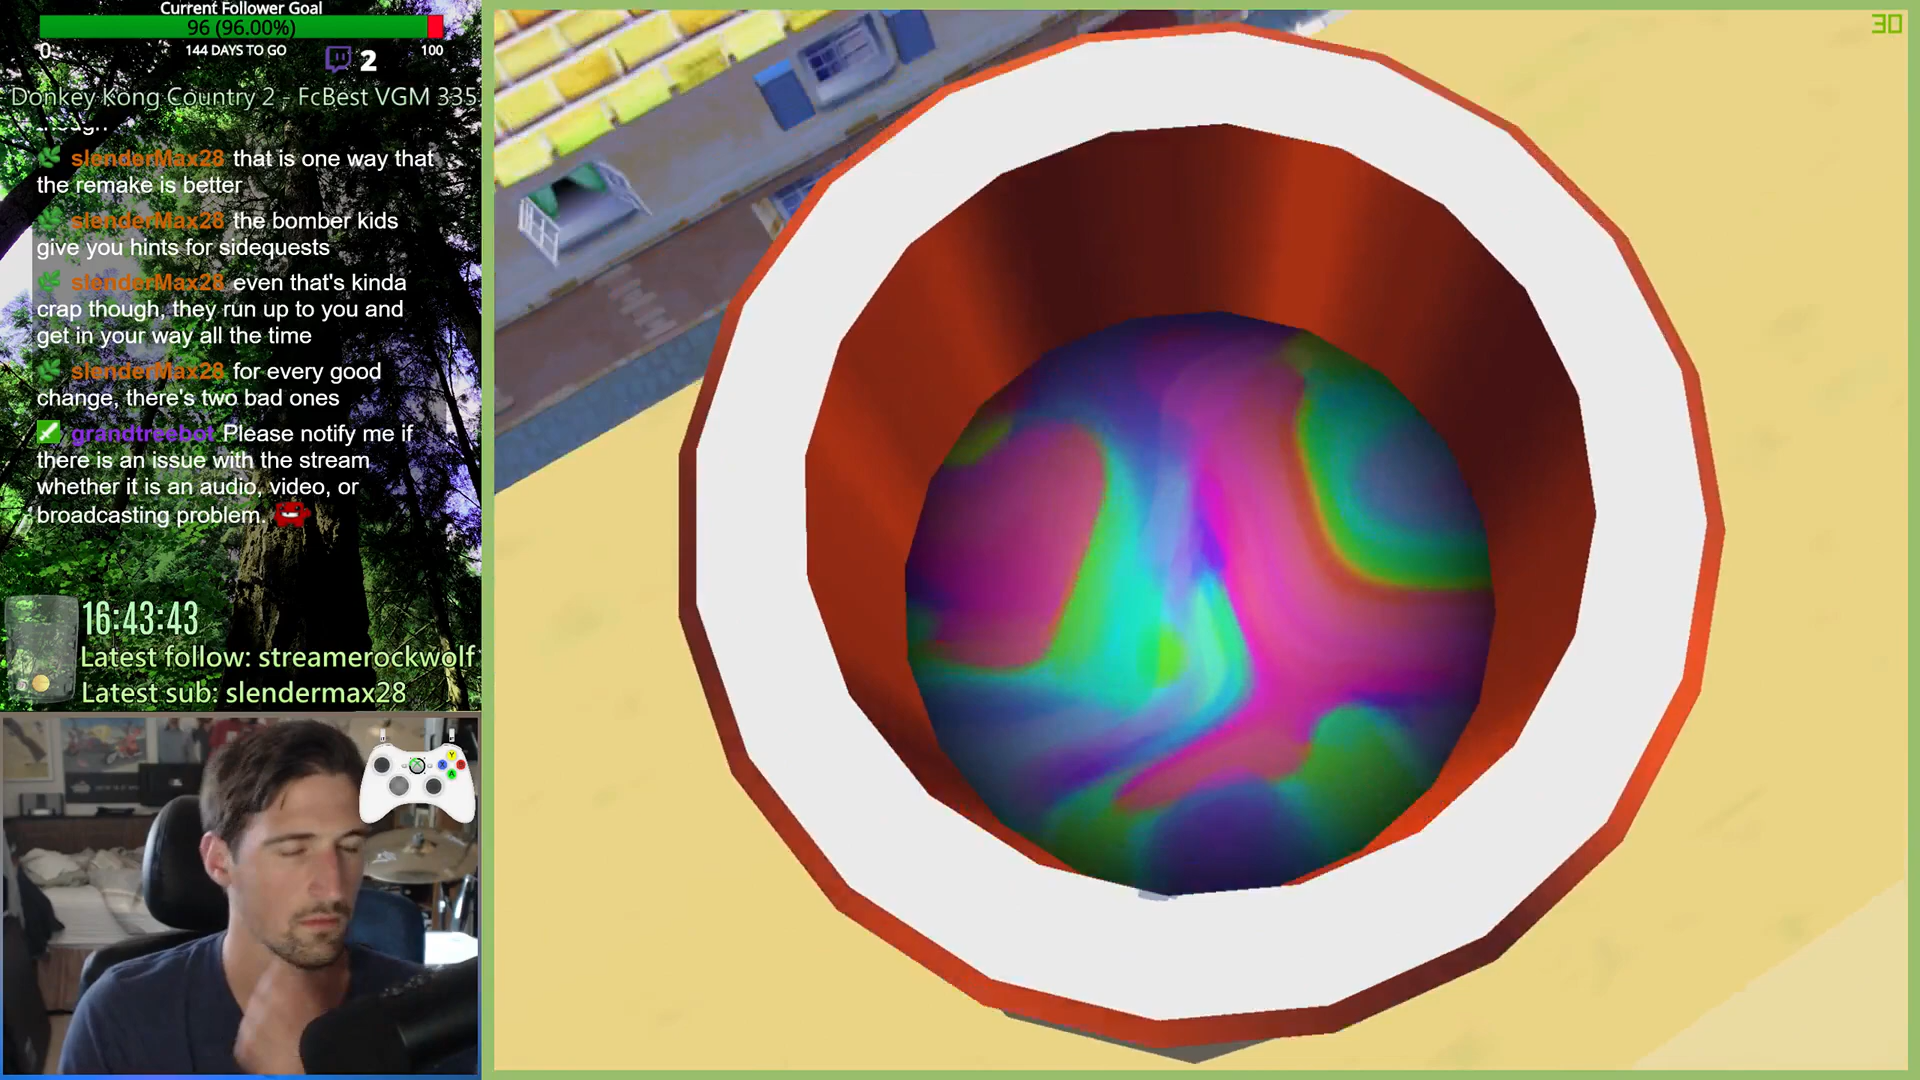 Current Follower Goal
96 (96.00%)
0
144 DAYS TO GO
100
2
Donkey Kong Country 2 - FcBest VGM 335
slenderMax28 that is one way that
the remake is better
slenderMax28 the bomber kids
give you hints for sidequests
slenderMax28 even that's kinda
crap though, they run up to you and
get in your way all the time
slenderMax28 for every good
change, there's two bad ones
grandtreebot Please notify me if
there is an issue with the stream
whether it is an audio, video, or
broadcasting problem.
16:43:43
Latest follow: streamerockwolf
Latest sub: slendermax28
Y
X
B
A
30